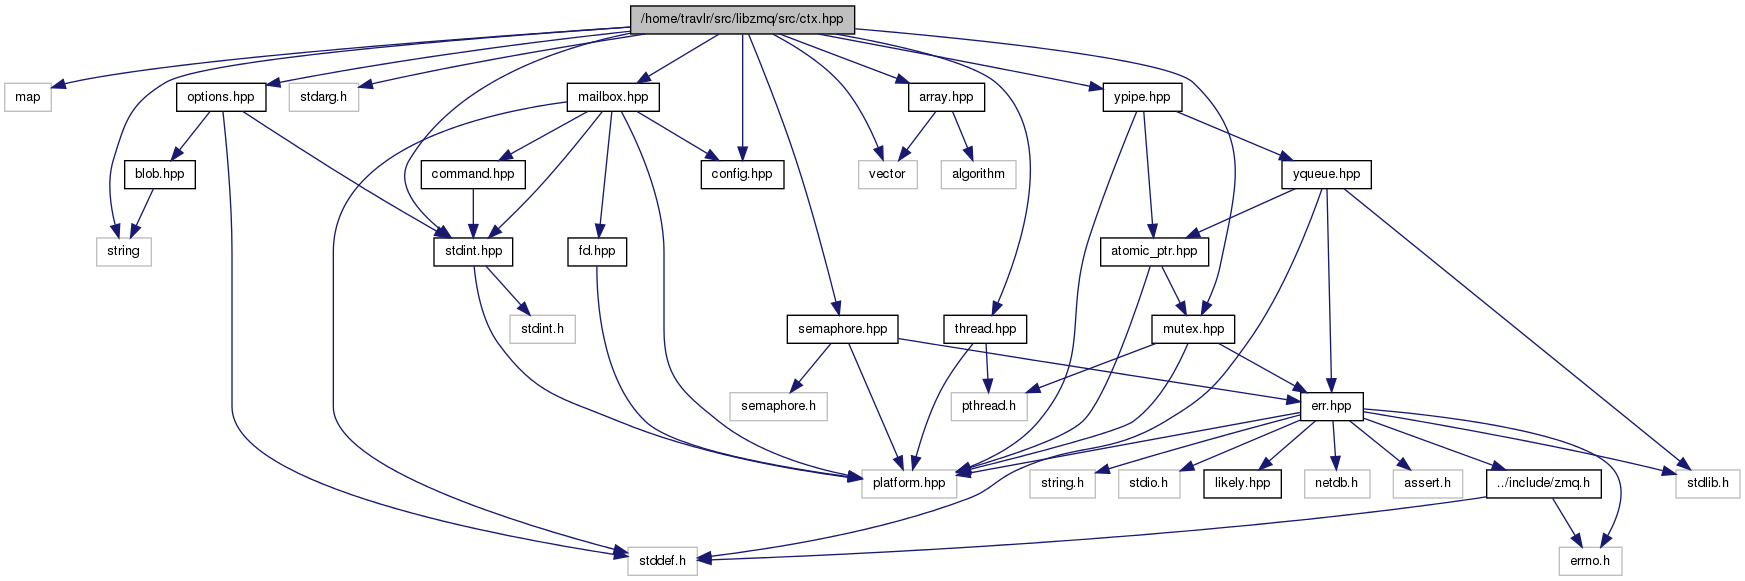 /home/travlr/src/libzmq/src/ctx.hpp
map
options.hpp
stdarg.h
mailbox.hpp
array.hpp
ypipe.hpp
blob.hpp
command.hpp
config.hpp
vector
algorithm
yqueue.hpp
string
stdint.hpp
fd.hpp
atomic_ptr.hpp
stdint.h
semaphore.hpp
thread.hpp
mutex.hpp
semaphore.h
pthread.h
err.hpp
platform.hpp
string.h
stdio.h
likely.hpp
netdb.h
assert.h
../include/zmq.h
stdlib.h
stddef.h
errno.h